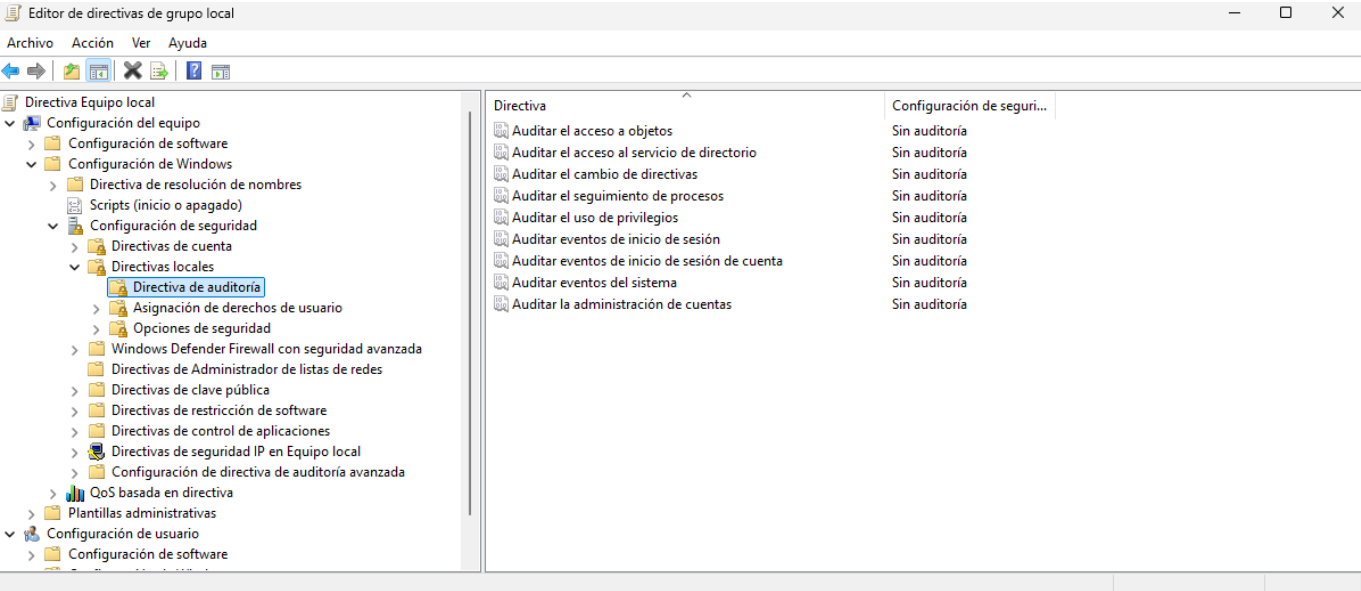 Editor de directivas de grupo local
Archivo Acción Ver Ayuda
Directiva Equipo local
Configuración del equipo
Configuración de software
Configuración de Windows
Directiva de resolución de nombres
Scripts (inicio o apagado)
Configuración de seguridad
Directivas de cuenta
Directivas locales
Directiva de auditoría
Asignación de derechos de usuario
Opciones de seguridad
Windows Defender Firewall con seguridad avanzada
Directivas de Administrador de listas de redes
Directivas de clave pública
Directivas de restricción de software
Directivas de control de aplicaciones
Directivas de seguridad IP en Equipo local
Configuración de directiva de auditoría avanzada
QoS basada en directiva
Plantillas administrativas
Configuración de usuario
Configuración de software
Directiva Configuración de seguri...
Auditar el acceso a objetos Sin auditoría
Auditar el acceso al servicio de directorio Sin auditoría
Auditar el cambio de directivas Sin auditoría
Auditar el seguimiento de procesos Sin auditoría
Auditar el uso de privilegios Sin auditoría
Auditar eventos de inicio de sesión Sin auditoría
Auditar eventos de inicio de sesión de cuenta Sin auditoría
Auditar eventos del sistema Sin auditoría
Auditar la administración de cuentas Sin auditoría